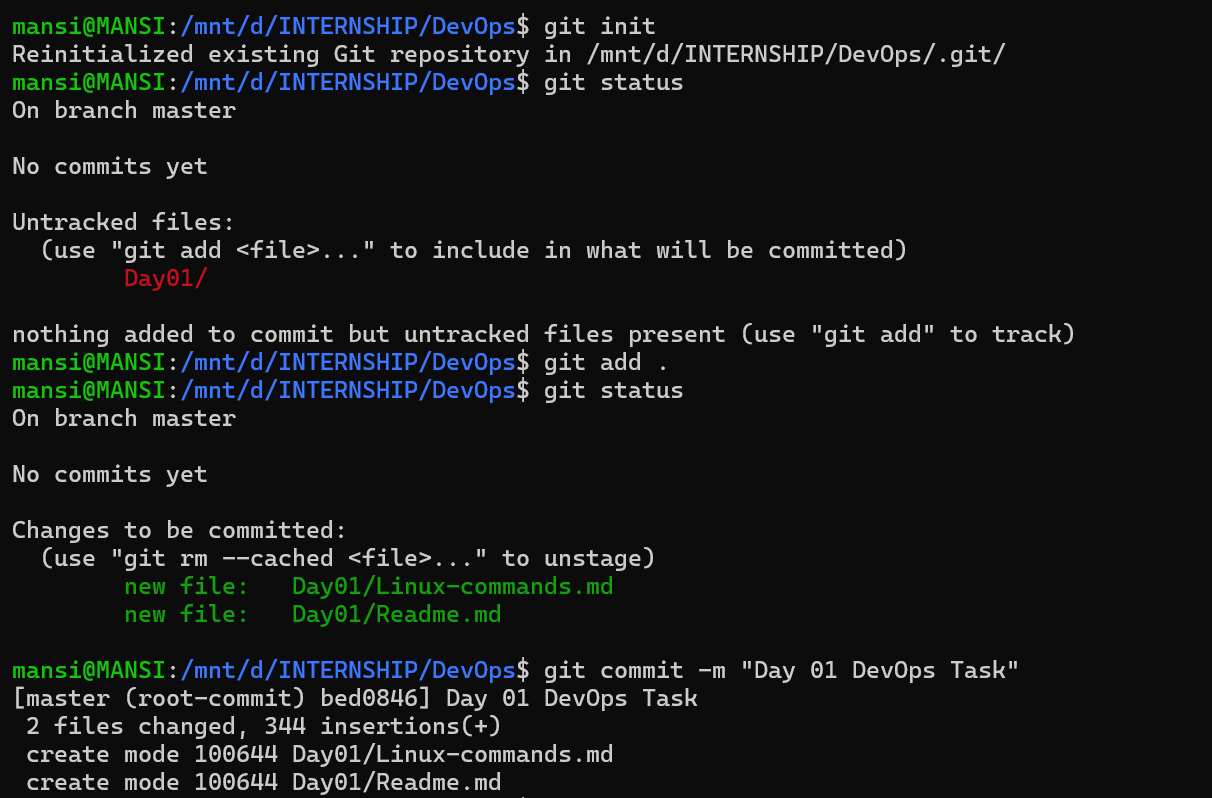 mansi@MANSI:/mnt/d/INTERNSHIP/DevOps$ git init
Reinitialized existing Git repository in /mnt/d/INTERNSHIP/DevOps/.git/
mansi@MANSI:/mnt/d/INTERNSHIP/DevOps$ git status
On branch master
No commits yet
Untracked files:
  (use "git add <file>..." to include in what will be committed)
        Day01/
nothing added to commit but untracked files present (use "git add" to track)
mansi@MANSI:/mnt/d/INTERNSHIP/DevOps$ git add .
mansi@MANSI:/mnt/d/INTERNSHIP/DevOps$ git status
On branch master
No commits yet
Changes to be committed:
  (use "git rm --cached <file>..." to unstage)
        new file:   Day01/Linux-commands.md
        new file:   Day01/Readme.md
mansi@MANSI:/mnt/d/INTERNSHIP/DevOps$ git commit -m "Day 01 DevOps Task"
[master (root-commit) bed0846] Day 01 DevOps Task
 2 files changed, 344 insertions(+)
 create mode 100644 Day01/Linux-commands.md
 create mode 100644 Day01/Readme.md